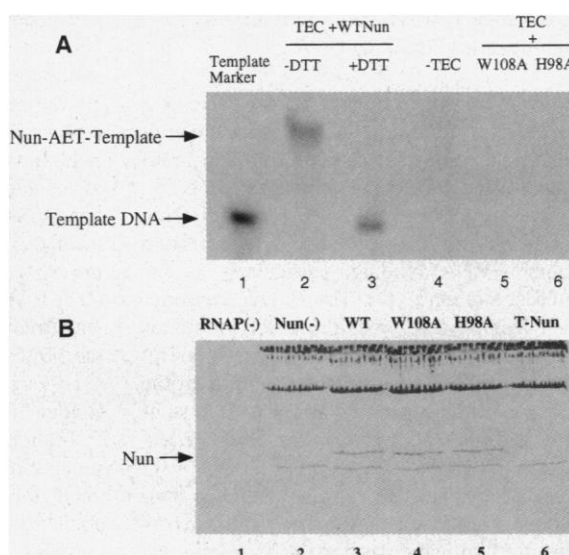 A
TEC +WTNun
TEC
+
Template
Marker
-DTT
+DTT
-TEC
W108A
H98A
Nun-AET-Template
Template DNA
1 2 3 4 5 6
B
RNAP(-) Nun(-) WT W108A H98A T-Nun
Nun
1 2 3 4 5 6